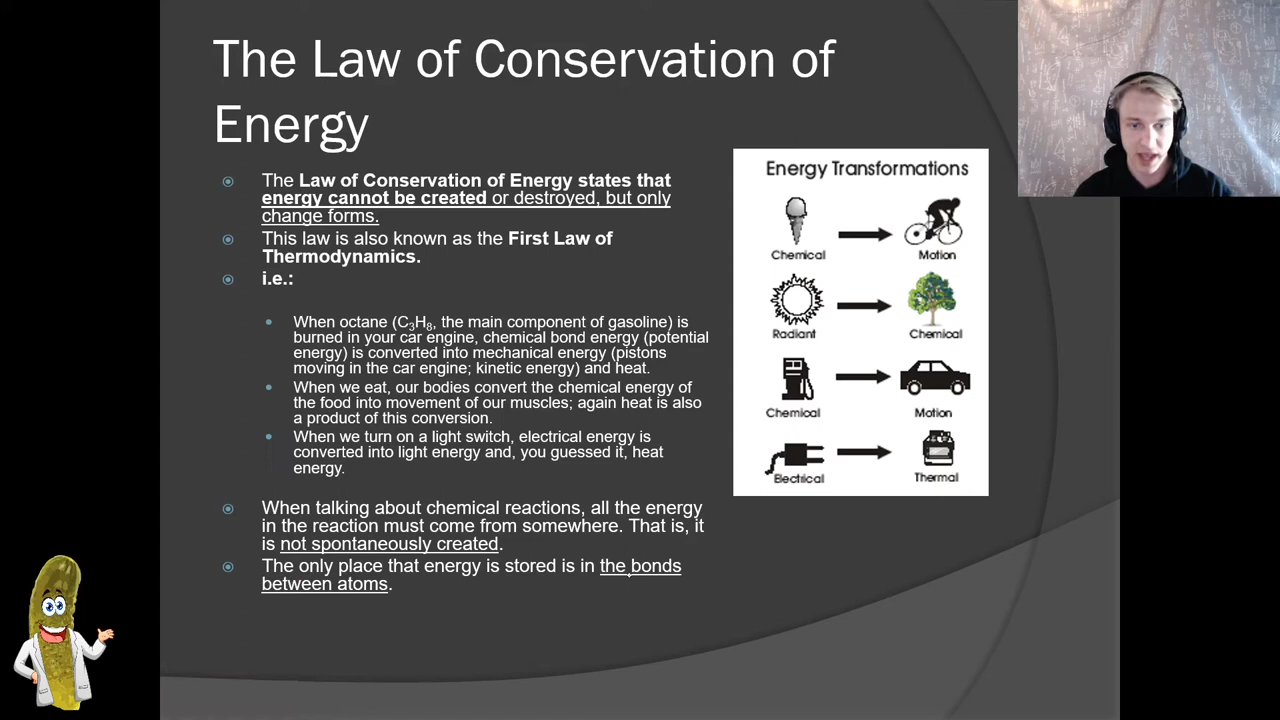 The Law of Conservation of
Energy
The Law of Conservation of Energy states that
energy cannot be created or destroyed, but only
change forms.
This law is also known as the First Law of
Thermodynamics.
i.e.:
When octane (C₃H₈, the main component of gasoline) is
burned in your car engine, chemical bond energy (potential
energy) is converted into mechanical energy (pistons
moving in the car engine; kinetic energy) and heat.
When we eat, our bodies convert the chemical energy of
the food into movement of our muscles; again heat is also
a product of this conversion.
When we turn on a light switch, electrical energy is
converted into light energy and, you guessed it, heat
energy.
When talking about chemical reactions, all the energy
in the reaction must come from somewhere. That is, it
is not spontaneously created.
The only place that energy is stored is in the bonds
between atoms.
Energy Transformations
Chemical
Motion
Radiant
Chemical
Chemical
Motion
Electrical
Thermal